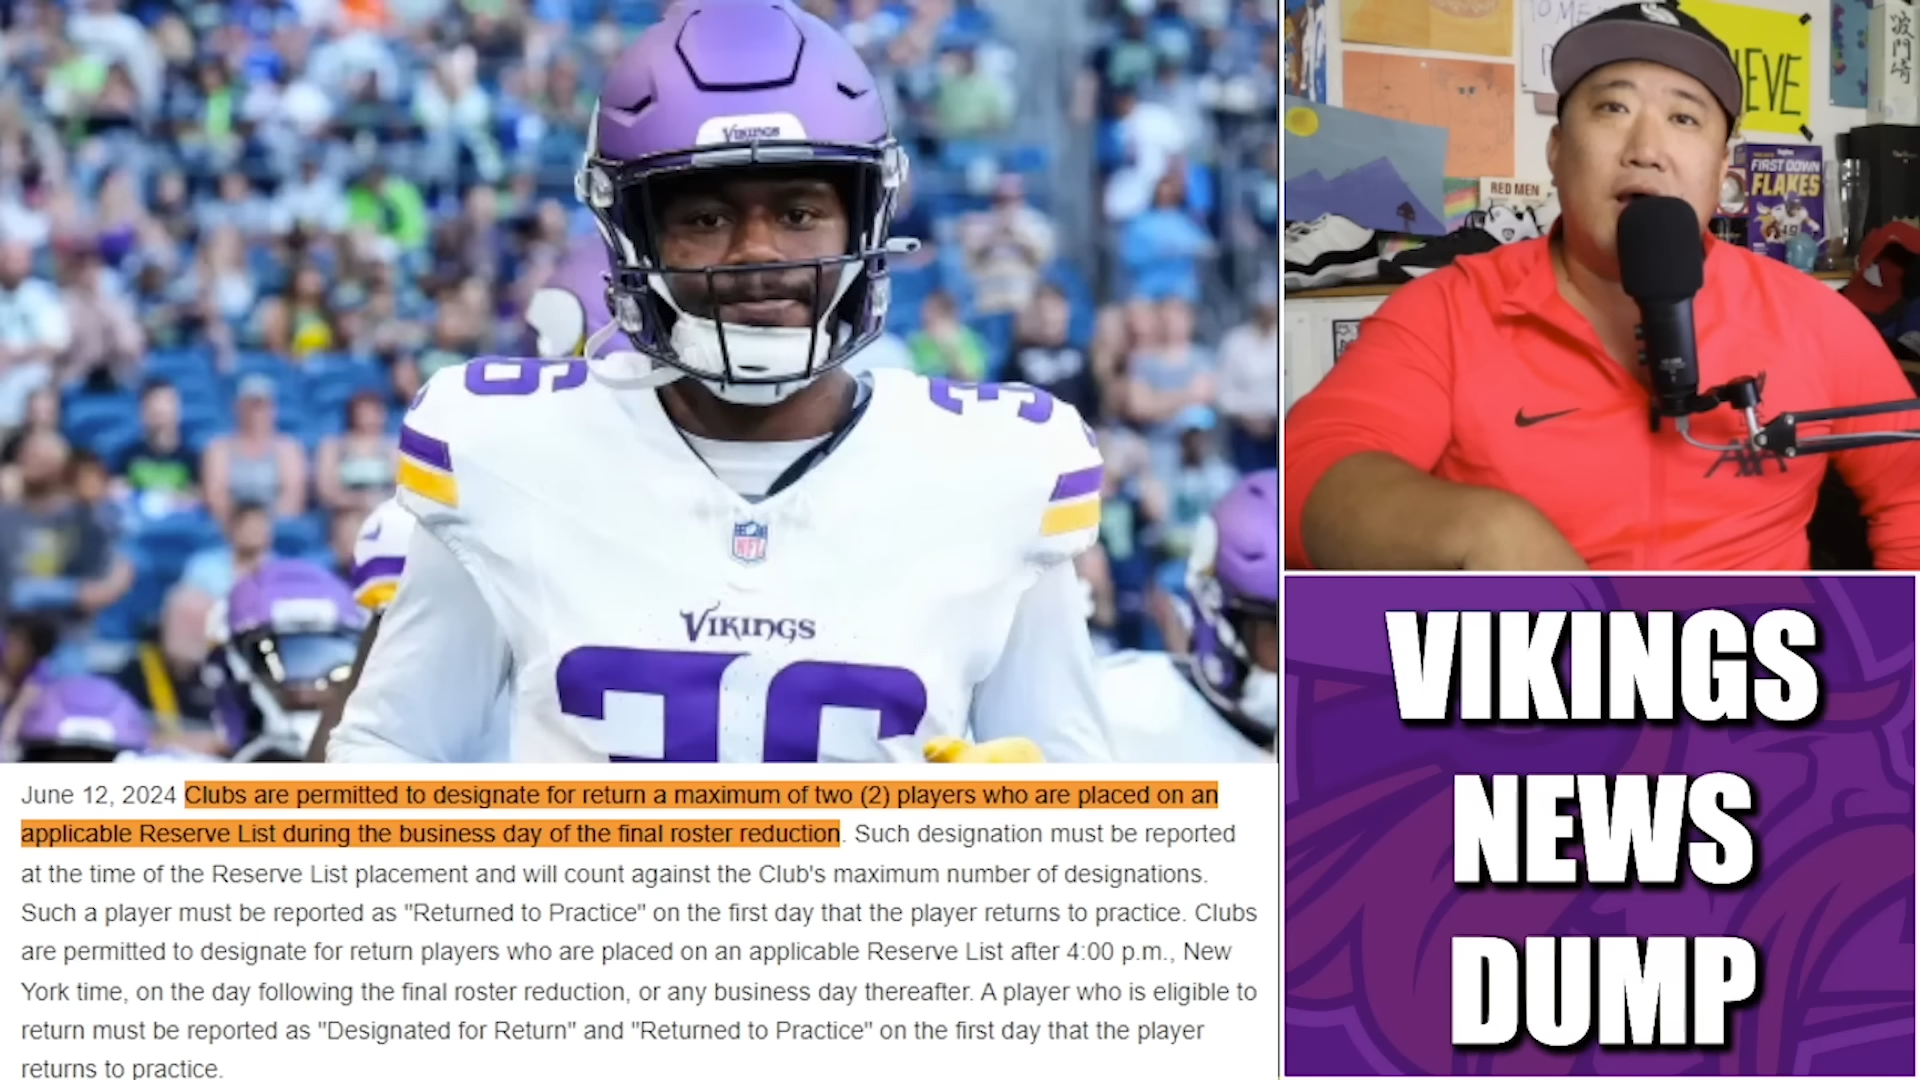 VIKINGS
36
NFL
VIKINGS
36
June 12, 2024 Clubs are permitted to designate for return a maximum of two (2) players who are placed on an
applicable Reserve List during the business day of the final roster reduction. Such designation must be reported
at the time of the Reserve List placement and will count against the Club's maximum number of designations.
Such a player must be reported as "Returned to Practice" on the first day that the player returns to practice. Clubs
are permitted to designate for return players who are placed on an applicable Reserve List after 4:00 p.m., New
York time, on the day following the final roster reduction, or any business day thereafter. A player who is eligible to
return must be reported as "Designated for Return" and "Returned to Practice" on the first day that the player
returns to practice.
IEVE
波門崎
FIRST DOWN
FLAKES
RED MEN
VIKINGS
NEWS
DUMP